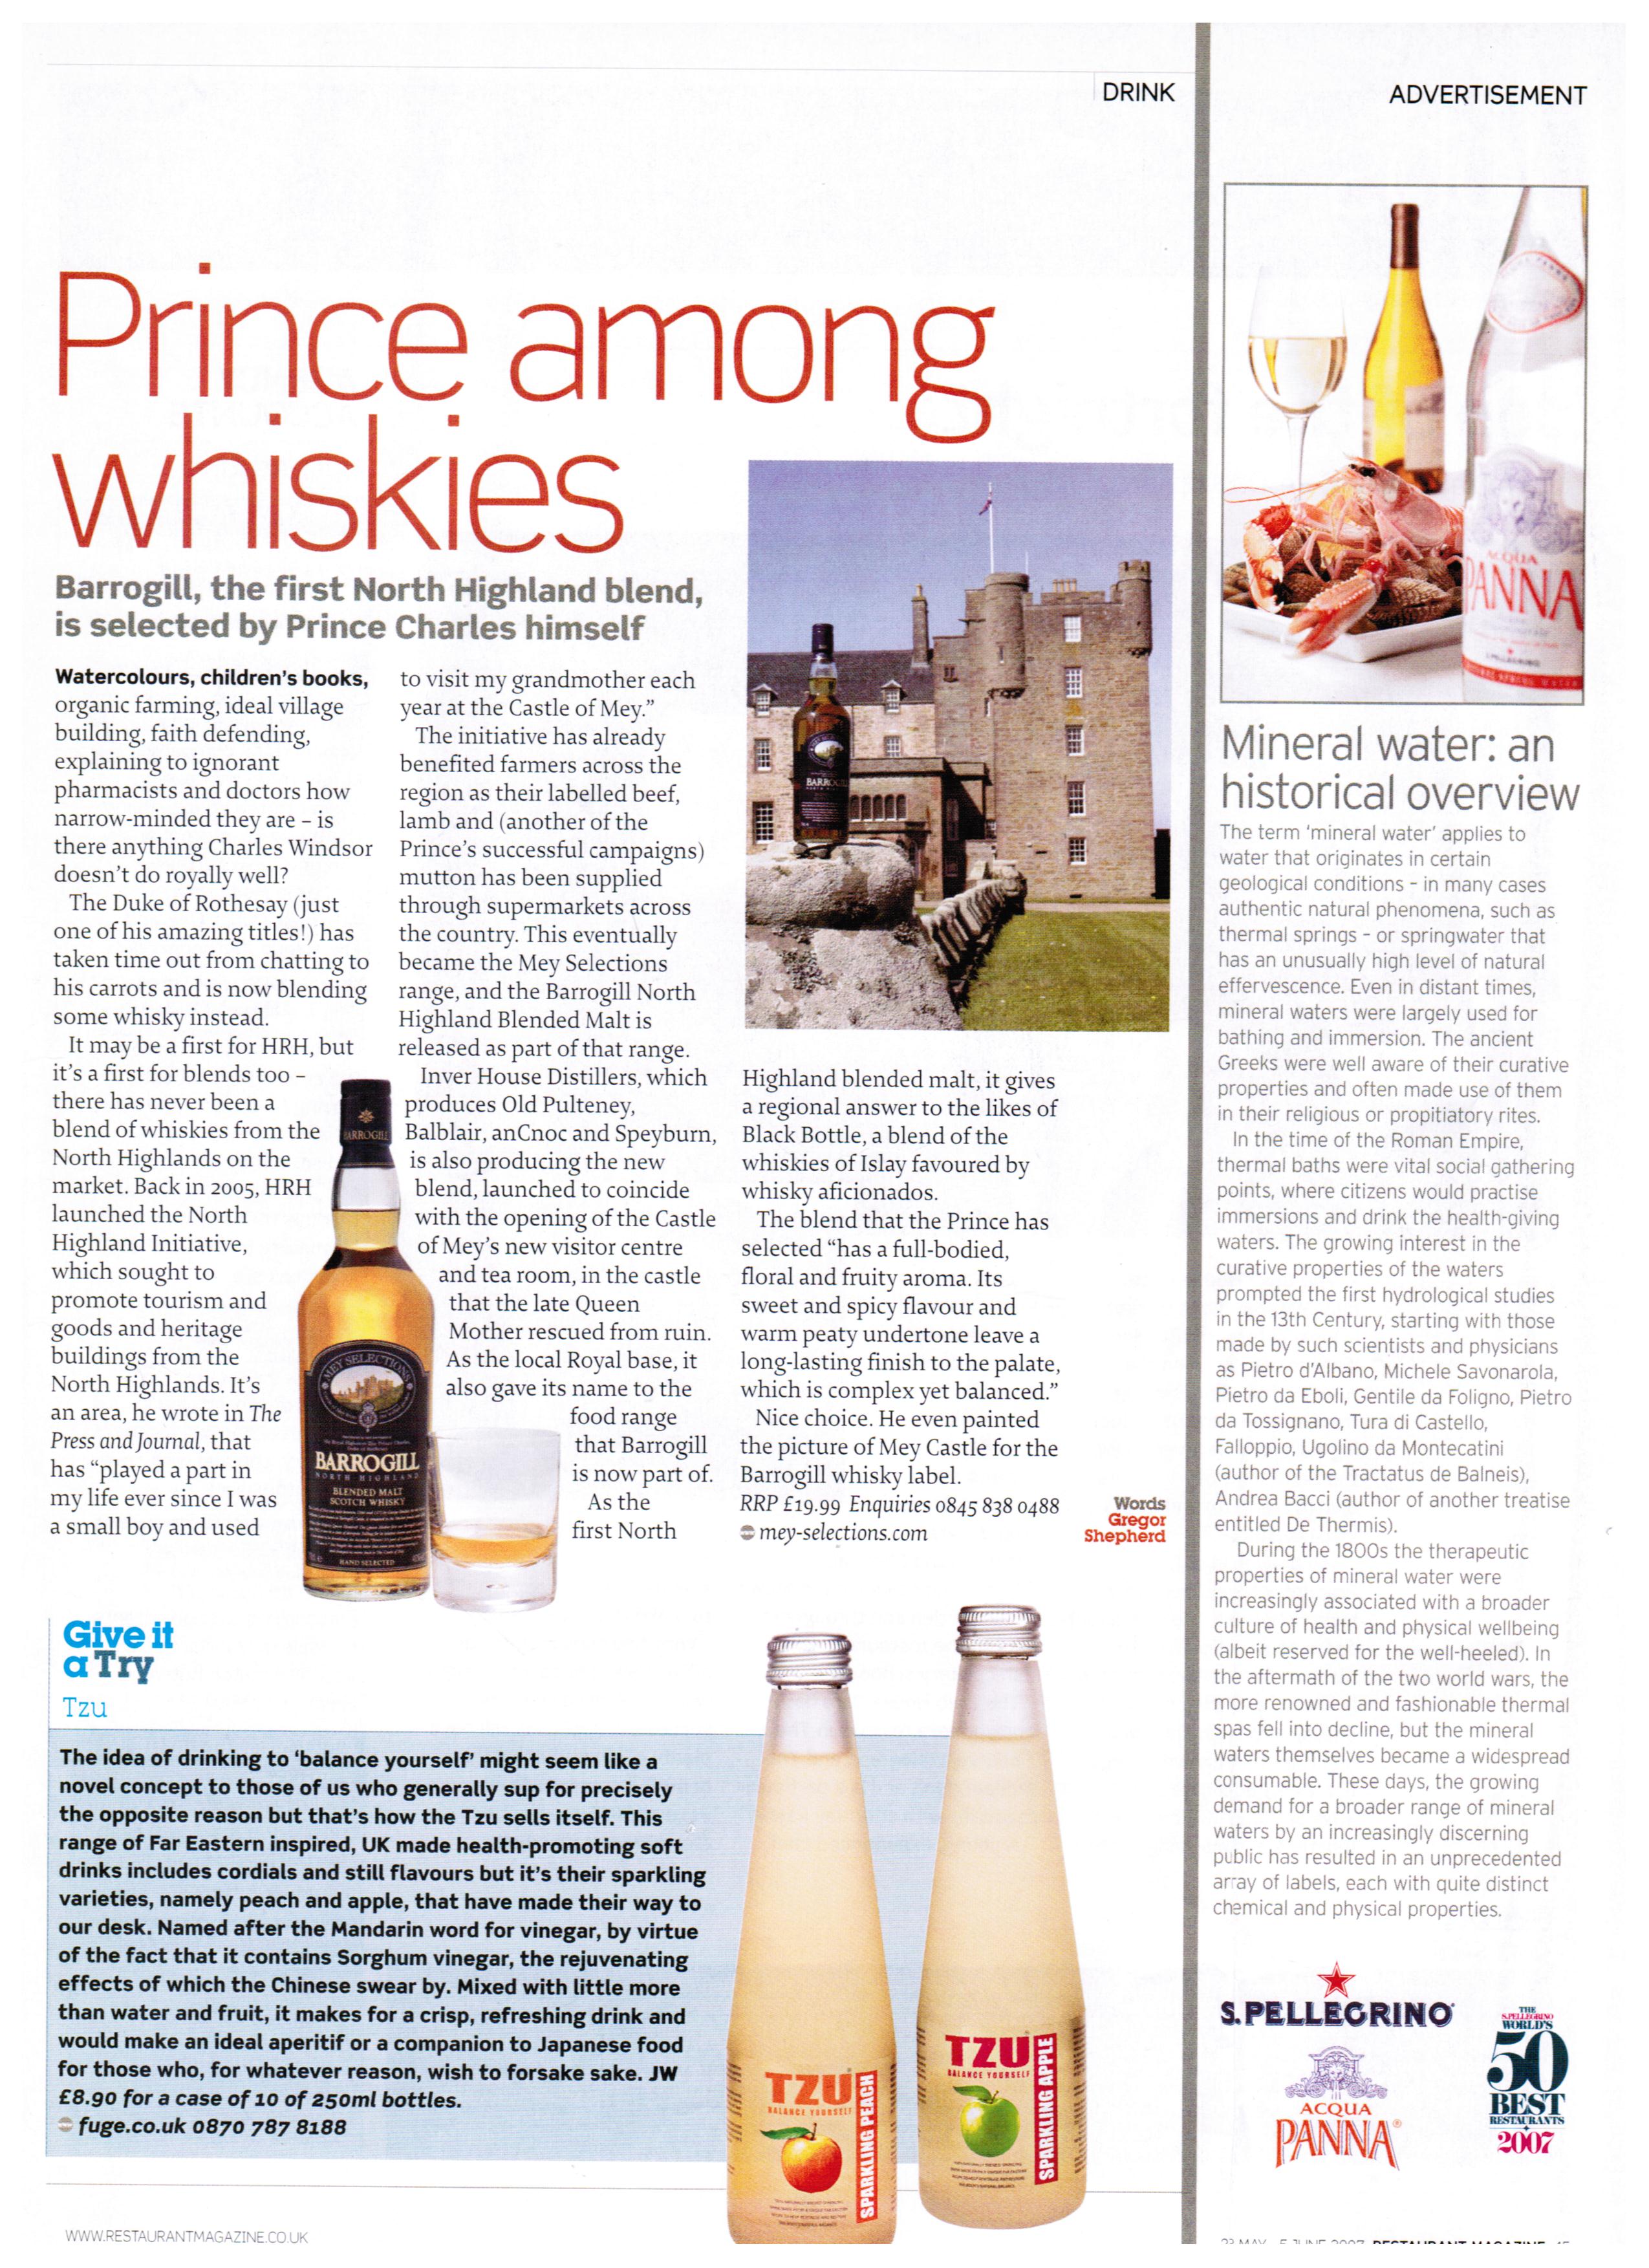 DRINK
ADVERTISEMENT
Prince among
whiskies
Barrogill, the first North Highland blend,
is selected by Prince Charles himself
Watercolours, children's books,
organic farming, ideal village
building, faith defending,
explaining to ignorant
pharmacists and doctors how
narrow-minded they are – is
there anything Charles Windsor
doesn't do royally well?
The Duke of Rothesay (just
one of his amazing titles!) has
taken time out from chatting to
his carrots and is now blending
some whisky instead.
It may be a first for HRH, but
it's a first for blends too –
there has never been a
blend of whiskies from the
North Highlands on the
market. Back in 2005, HRH
launched the North
Highland Initiative,
which sought to
promote tourism and
goods and heritage
buildings from the
North Highlands. It's
an area, he wrote in The
Press and Journal, that
has “played a part in
my life ever since I was
a small boy and used
to visit my grandmother each
year at the Castle of Mey.”
The initiative has already
benefited farmers across the
region as their labelled beef,
lamb and (another of the
Prince's successful campaigns)
mutton has been supplied
through supermarkets across
the country. This eventually
became the Mey Selections
range, and the Barrogill North
Highland Blended Malt is
released as part of that range.
Inver House Distillers, which
produces Old Pulteney,
Balblair, anCnoc and Speyburn,
is also producing the new
blend, launched to coincide
with the opening of the Castle
of Mey's new visitor centre
and tea room, in the castle
that the late Queen
Mother rescued from ruin.
As the local Royal base, it
also gave its name to the
food range
that Barrogill
is now part of.
As the
first North
Highland blended malt, it gives
a regional answer to the likes of
Black Bottle, a blend of the
whiskies of Islay favoured by
whisky aficionados.
The blend that the Prince has
selected “has a full-bodied,
floral and fruity aroma. Its
sweet and spicy flavour and
warm peaty undertone leave a
long-lasting finish to the palate,
which is complex yet balanced.”
Nice choice. He even painted
the picture of Mey Castle for the
Barrogill whisky label.
RRP £19.99 Enquiries 0845 838 0488
mey-selections.com
Words
Gregor
Shepherd
BARROGILL
MEY SELECTIONS
BARROGILL
NORTH HIGHLAND
BLENDED MALT
SCOTCH WHISKY
HAND SELECTED
Give it
a Try
Tzu
The idea of drinking to ‘balance yourself’ might seem like a
novel concept to those of us who generally sup for precisely
the opposite reason but that's how the Tzu sells itself. This
range of Far Eastern inspired, UK made health-promoting soft
drinks includes cordials and still flavours but it's their sparkling
varieties, namely peach and apple, that have made their way to
our desk. Named after the Mandarin word for vinegar, by virtue
of the fact that it contains Sorghum vinegar, the rejuvenating
effects of which the Chinese swear by. Mixed with little more
than water and fruit, it makes for a crisp, refreshing drink and
would make an ideal aperitif or a companion to Japanese food
for those who, for whatever reason, wish to forsake sake. JW
£8.90 for a case of 10 of 250ml bottles.
fuge.co.uk 0870 787 8188
TZU
BALANCE YOURSELF
SPARKLING PEACH
TZU
BALANCE YOURSELF
SPARKLING APPLE
ACQUA
PANNA
Mineral water: an
historical overview
The term ‘mineral water’ applies to
water that originates in certain
geological conditions – in many cases
authentic natural phenomena, such as
thermal springs – or springwater that
has an unusually high level of natural
effervescence. Even in distant times,
mineral waters were largely used for
bathing and immersion. The ancient
Greeks were well aware of their curative
properties and often made use of them
in their religious or propitiatory rites.
In the time of the Roman Empire,
thermal baths were vital social gathering
points, where citizens would practise
immersions and drink the health-giving
waters. The growing interest in the
curative properties of the waters
prompted the first hydrological studies
in the 13th Century, starting with those
made by such scientists and physicians
as Pietro d'Albano, Michele Savonarola,
Pietro da Eboli, Gentile da Foligno, Pietro
da Tossignano, Tura di Castello,
Falloppio, Ugolino da Montecatini
(author of the Tractatus de Balneis),
Andrea Bacci (author of another treatise
entitled De Thermis).
During the 1800s the therapeutic
properties of mineral water were
increasingly associated with a broader
culture of health and physical wellbeing
(albeit reserved for the well-heeled). In
the aftermath of the two world wars, the
more renowned and fashionable thermal
spas fell into decline, but the mineral
waters themselves became a widespread
consumable. These days, the growing
demand for a broader range of mineral
waters by an increasingly discerning
public has resulted in an unprecedented
array of labels, each with quite distinct
chemical and physical properties.
S.PELLEGRINO
ACQUA
PANNA
THE
S.PELLEGRINO
WORLD'S
50
BEST
RESTAURANTS
2007
WWW.RESTAURANTMAGAZINE.CO.UK
23 MAY – 5 JUNE 2007 RESTAURANT MAGAZINE